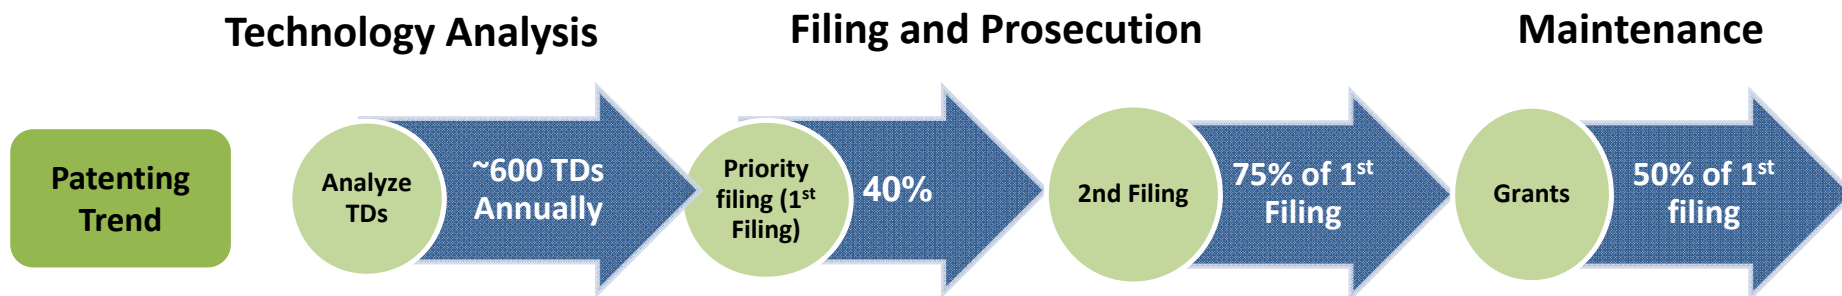 Technology Analysis
Filing and Prosecution
Maintenance
Patenting
Trend
Analyze
TDs
~600 TDs
Annually
Priority
filing (1st
Filing)
40%
2nd Filing
75% of 1st
Filing
Grants
50% of 1st
filing